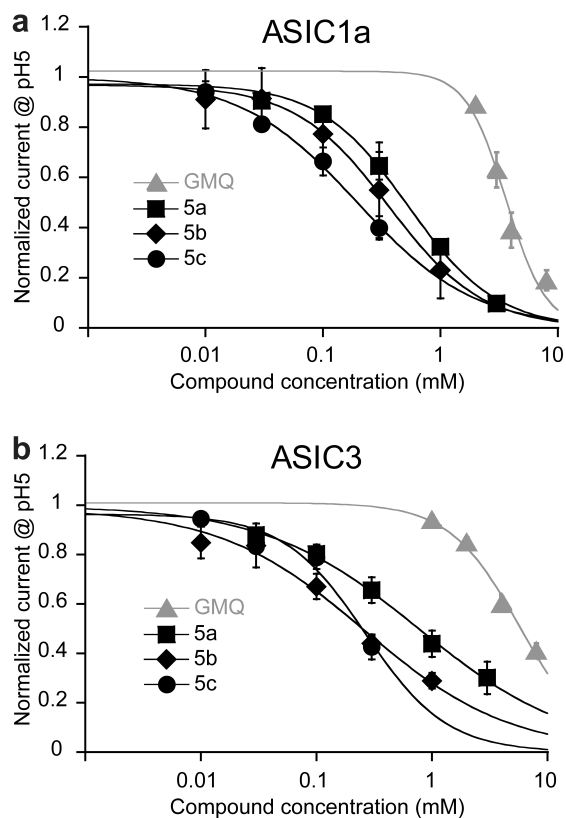 a
ASIC1a
Normalized current @ pH5
1.2
1
0.8
0.6
0.4
0.2
0
GMQ
5a
5b
5c
0.01
0.1
1
10
Compound concentration (mM)
b
ASIC3
Normalized current @ pH5
1.2
1
0.8
0.6
0.4
0.2
0
GMQ
5a
5b
5c
0.01
0.1
1
10
Compound concentration (mM)